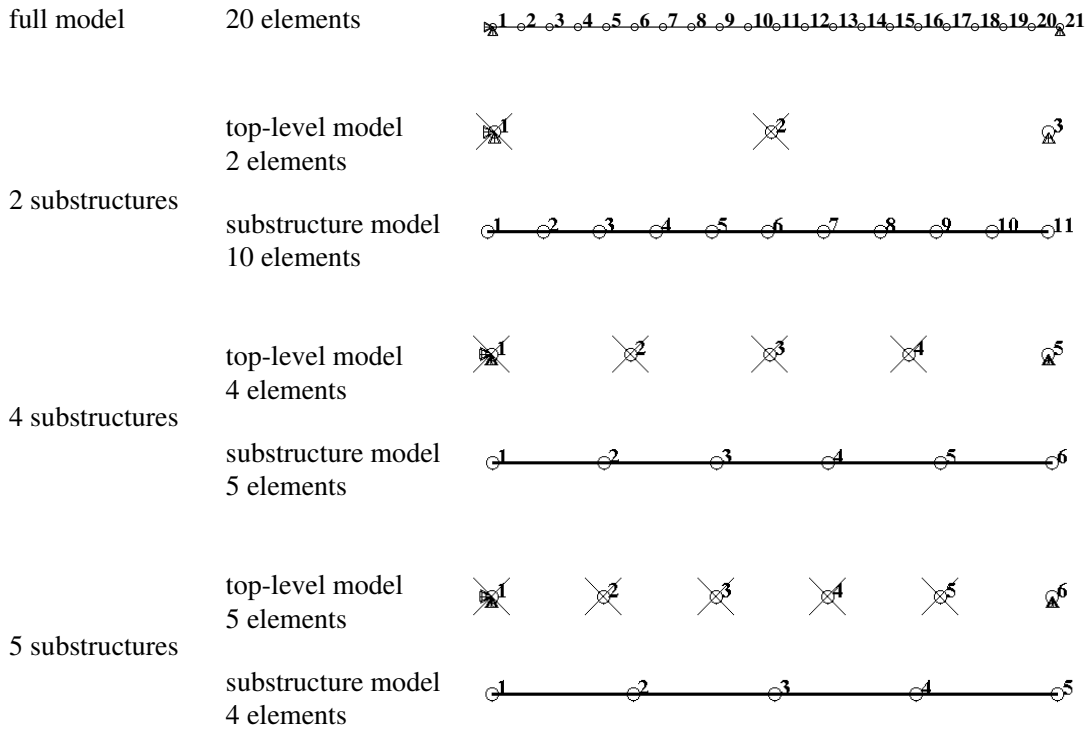 full model 20 elements 1 2 3 4 5 6 7 8 9 10 11 12 13 14 15 16 17 18 19 20 21
top-level model 1 2 3
2 elements
2 substructures
substructure model 1 2 3 4 5 6 7 8 9 10 11
10 elements
top-level model 1 2 3 4 5
4 elements
4 substructures
substructure model 1 2 3 4 5 6
5 elements
top-level model 1 2 3 4 5 6
5 elements
5 substructures
substructure model 1 2 3 4 5
4 elements